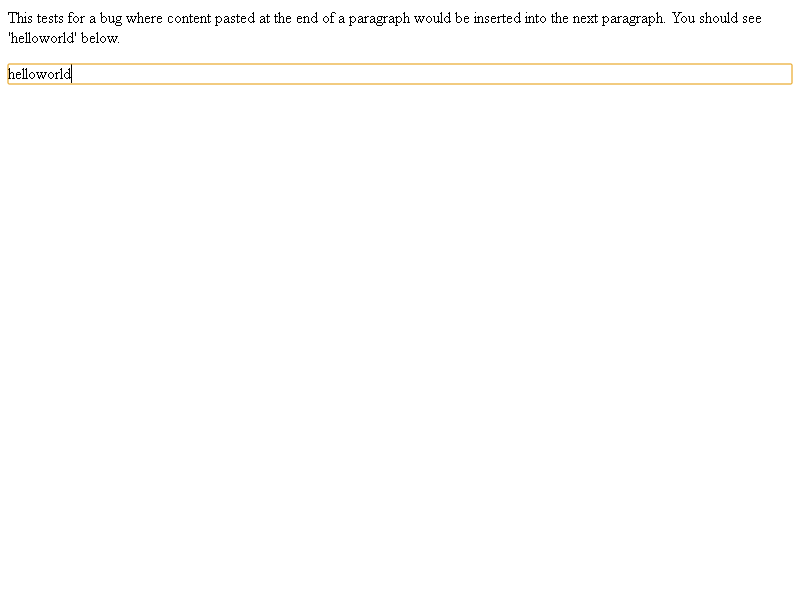 This tests for a bug where content pasted at the end of a paragraph would be inserted into the next paragraph. You should see
'helloworld' below.
helloworld